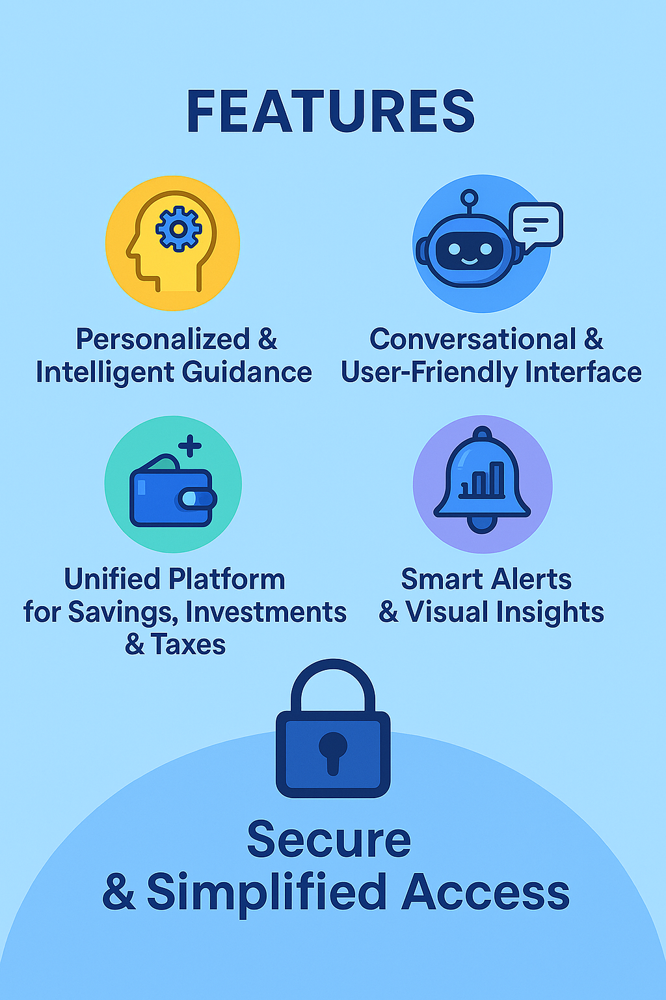 FEATURES
Personalized &
Intelligent Guidance
Conversational &
User-Friendly Interface
Unified Platform
for Savings, Investments
& Taxes
Smart Alerts
& Visual Insights
Secure
& Simplified Access